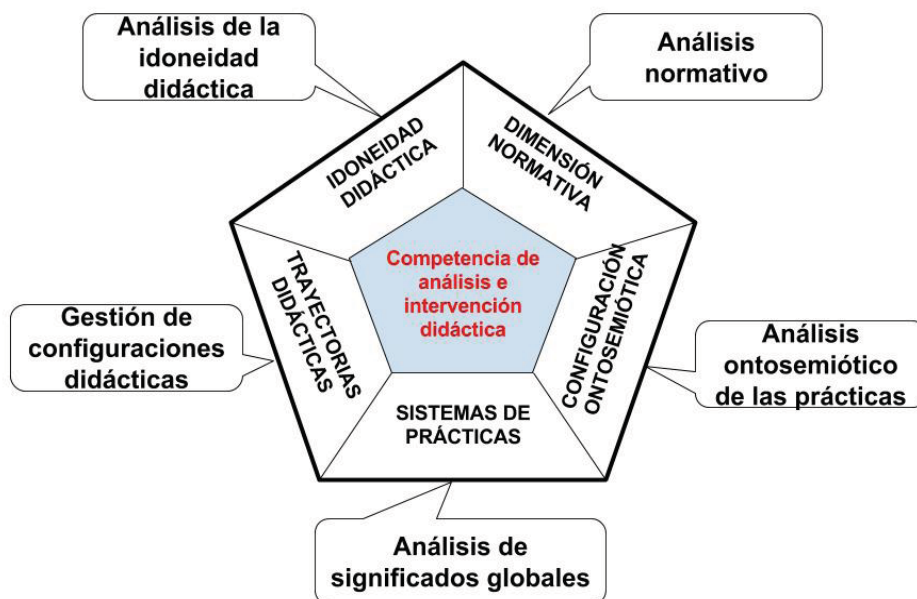 Análisis de la
idoneidad
didáctica
Análisis
normativo
IDONEIDAD
DIDÁCTICA
DIMENSIÓN
NORMATIVA
Competencia de
análisis e
intervención
didáctica
TRAYECTORIAS
DIDÁCTICAS
CONFIGURACIÓN
ONTOSEMIÓTICA
Gestión de
configuraciones
didácticas
Análisis
ontosemiótico
de las prácticas
SISTEMAS DE
PRÁCTICAS
Análisis de
significados globales